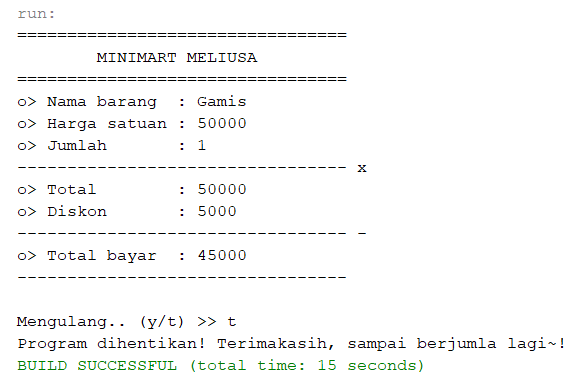 run:
=================================
MINIMART MELIUSA
=================================
o> Nama barang  : Gamis
o> Harga satuan : 50000
o> Jumlah       : 1
--------------------------------- x
o> Total        : 50000
o> Diskon       : 5000
--------------------------------- -
o> Total bayar  : 45000
---------------------------------
Mengulang.. (y/t) >> t
Program dihentikan! Terimakasih, sampai berjumla lagi~!
BUILD SUCCESSFUL (total time: 15 seconds)